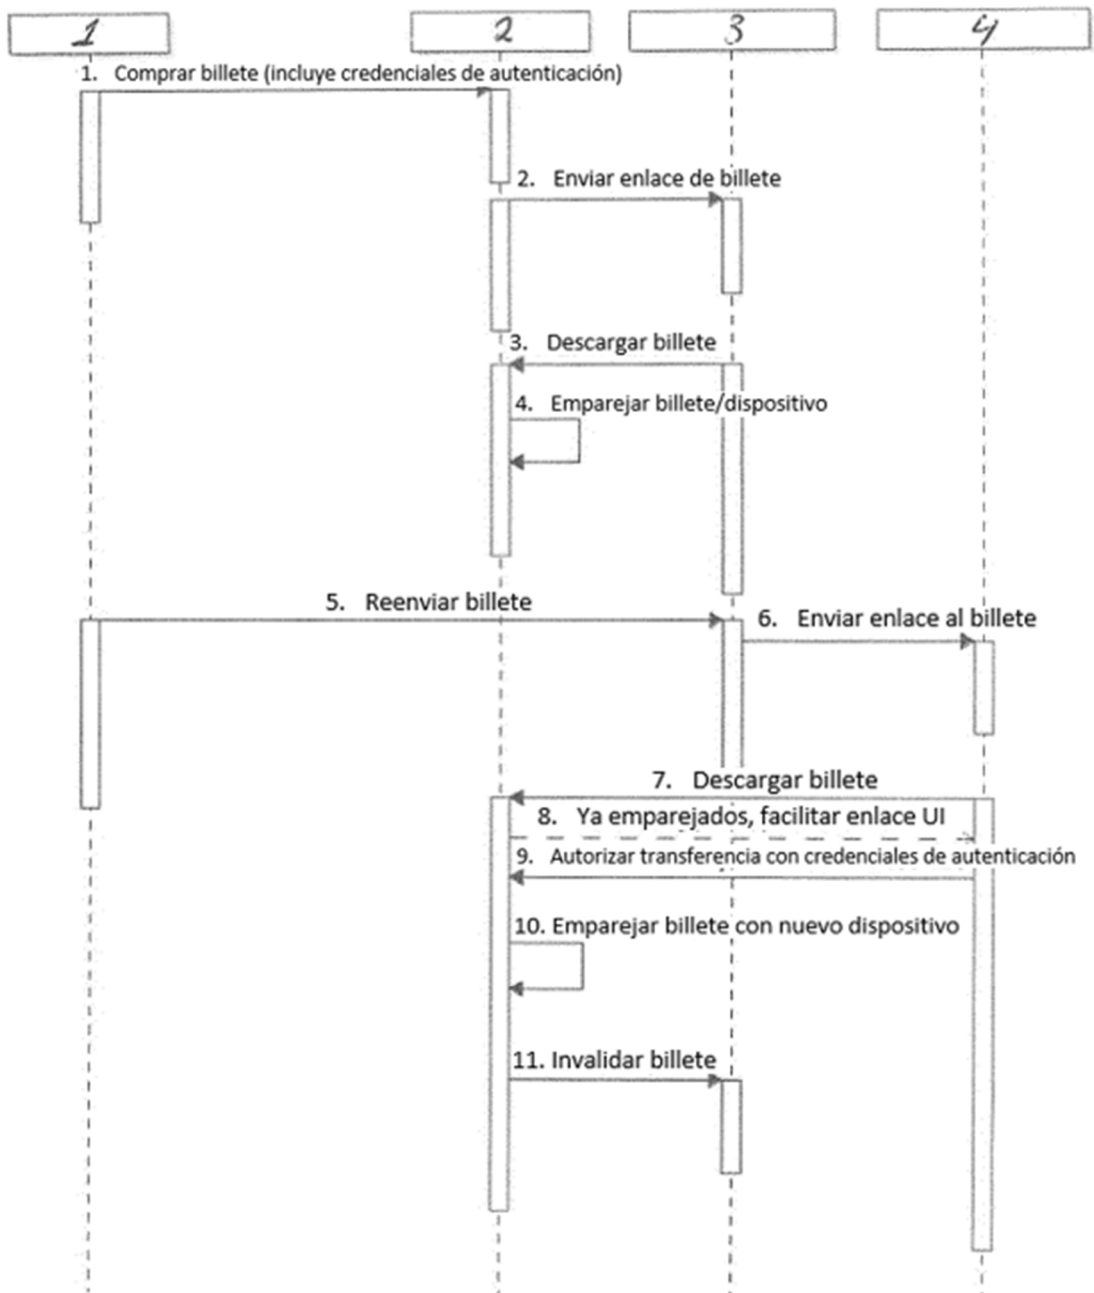 1 2 3 4
1. Comprar billete (incluye credenciales de autenticación)
2. Enviar enlace de billete
3. Descargar billete
4. Emparejar billete/dispositivo
5. Reenviar billete
6. Enviar enlace al billete
7. Descargar billete
8. Ya emparejados, facilitar enlace UI
9. Autorizar transferencia con credenciales de autenticación
10. Emparejar billete con nuevo dispositivo
11. Invalidar billete